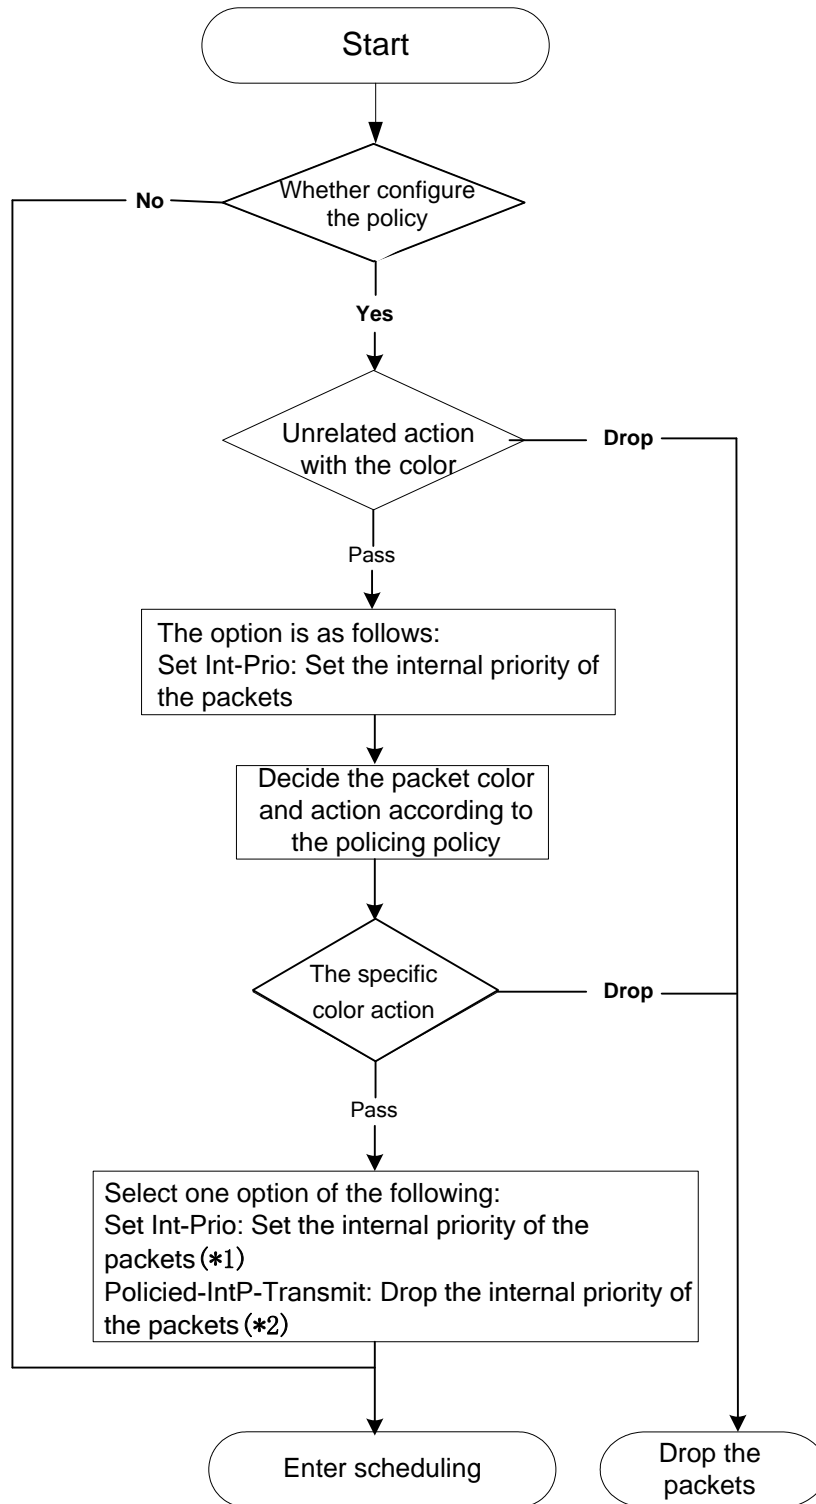 Start
Whether configure
the policy
No
Yes
Unrelated action
with the color
Drop
Pass
The option is as follows:
Set Int-Prio: Set the internal priority of
the packets
Decide the packet color
and action according to
the policing policy
The specific
color action
Drop
Pass
Select one option of the following:
Set Int-Prio: Set the internal priority of the
packets(*1)
Policied-IntP-Transmit: Drop the internal priority of
the packets(*2)
Enter scheduling
Drop the
packets